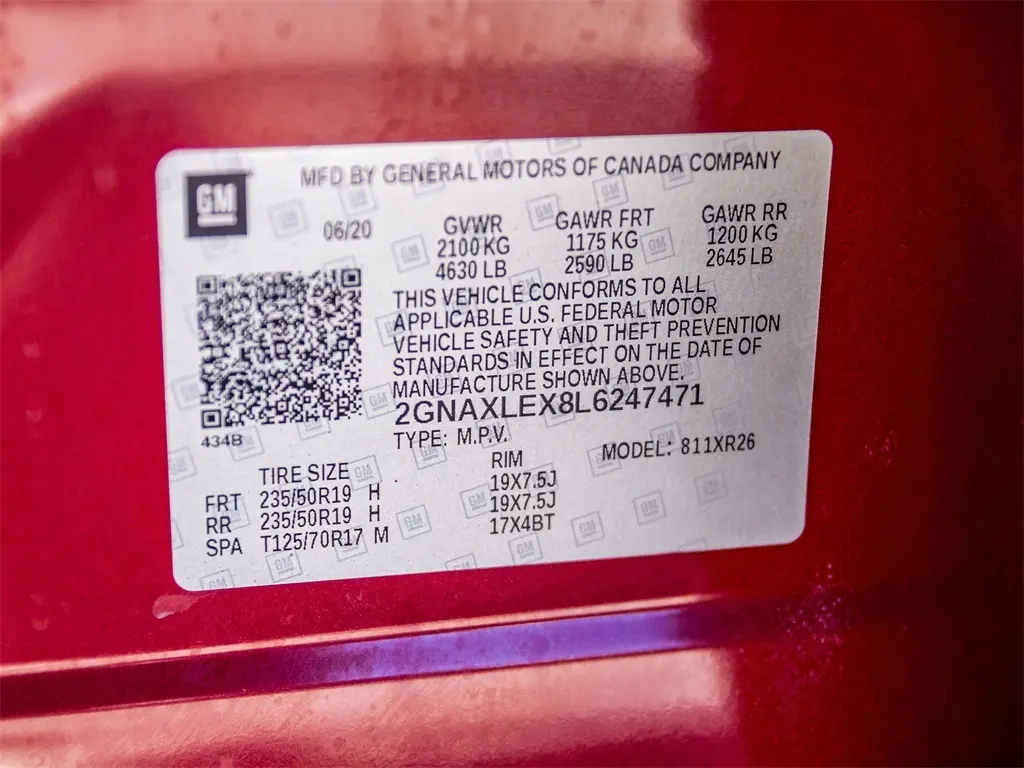 GM
MFD BY GENERAL MOTORS OF CANADA COMPANY
06/20
GVWR GAWR FRT GAWR RR
2100 KG 1175 KG 1200 KG
4630 LB 2590 LB 2645 LB
THIS VEHICLE CONFORMS TO ALL
APPLICABLE U.S. FEDERAL MOTOR
VEHICLE SAFETY AND THEFT PREVENTION
STANDARDS IN EFFECT ON THE DATE OF
MANUFACTURE SHOWN ABOVE.
2GNAXLEX8L6247471
434B
TYPE: M.P.V. MODEL: 811XR26
TIRE SIZE RIM
FRT 235/50R19 H 19X7.5J
RR 235/50R19 H 19X7.5J
SPA T125/70R17 M 17X4BT